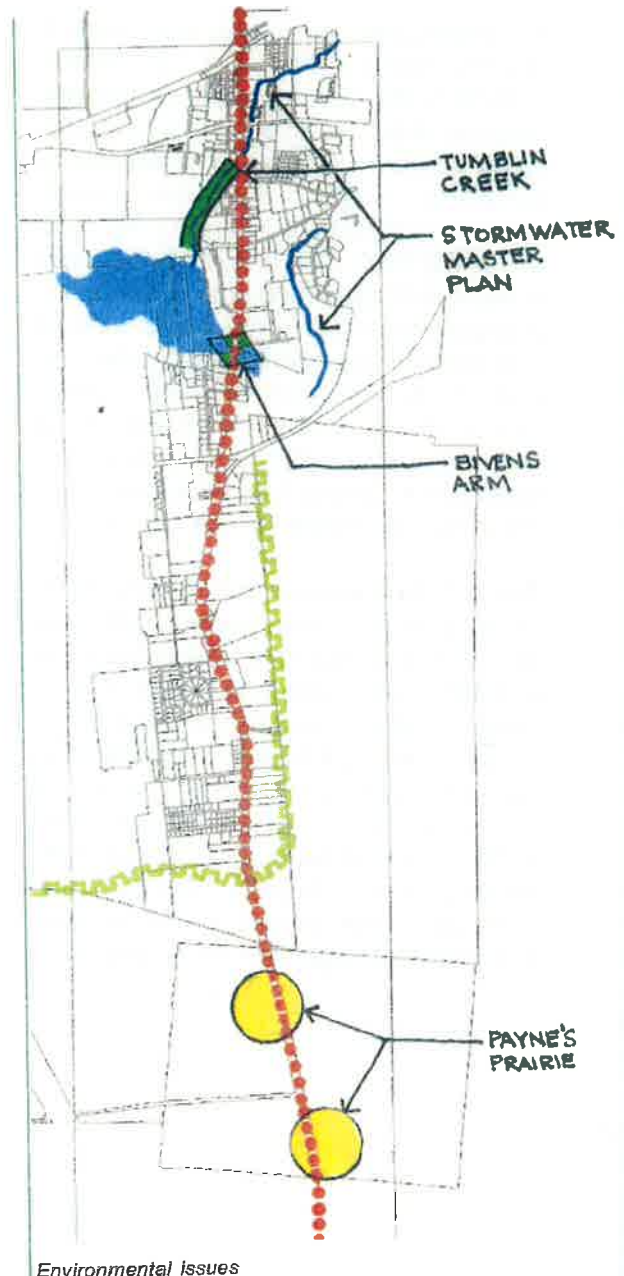 TUMBLIN
CREEK
STORMWATER
MASTER
PLAN
BIVENS
ARM
PAYNE'S
PRAIRIE
Environmental issues